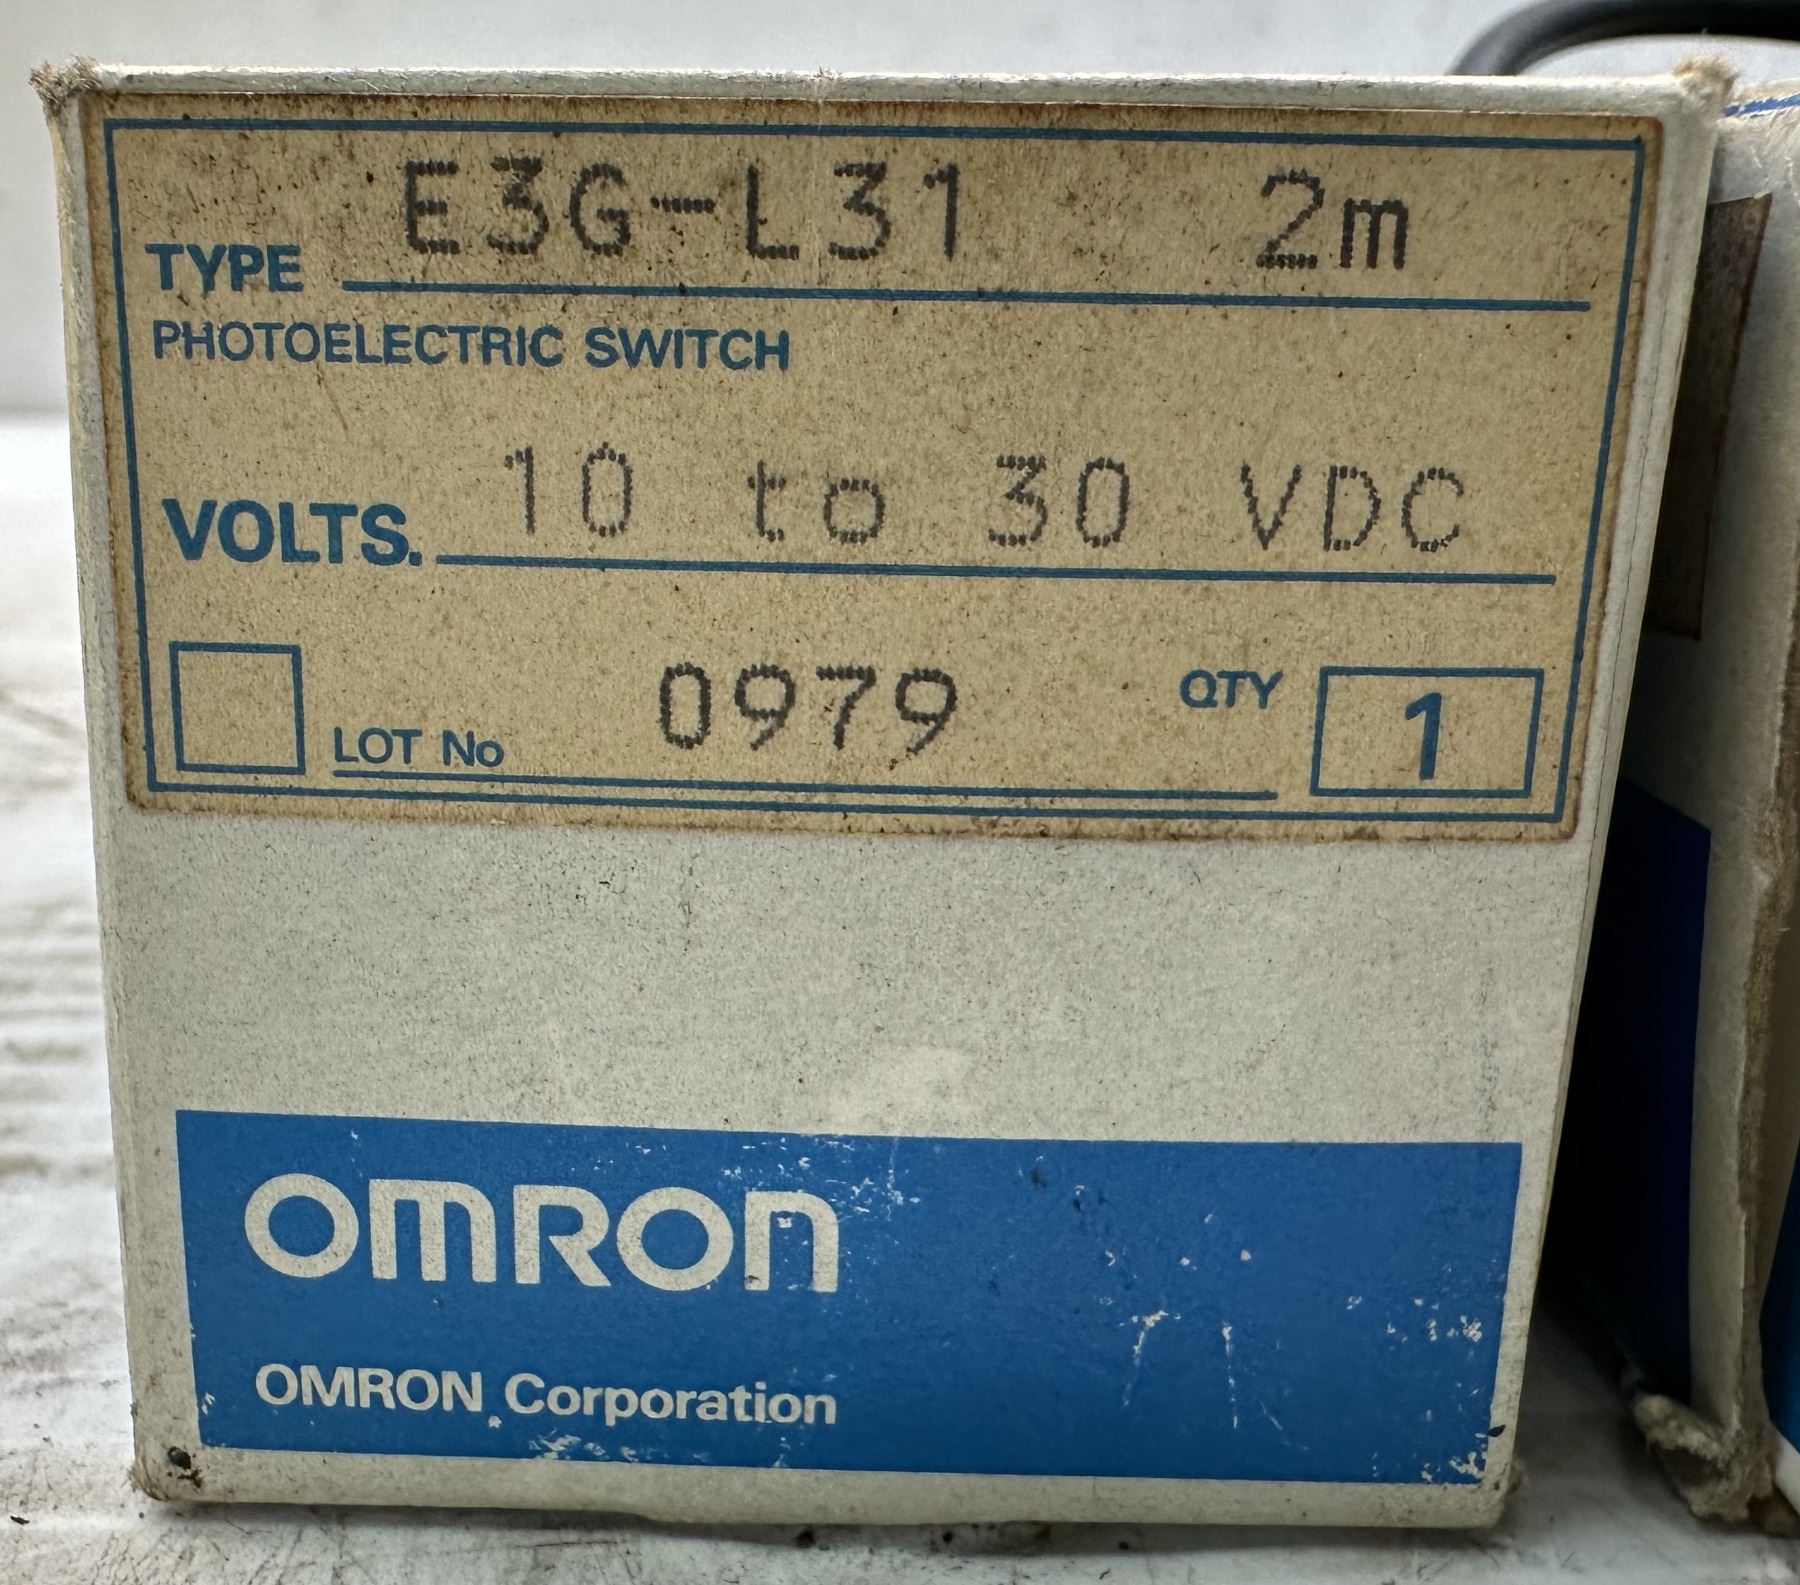 E3G-L31 2m
TYPE
PHOTOELECTRIC SWITCH
VOLTS. 10 to 30 VDC
LOT No 0979 QTY 1
OMRON
OMRON Corporation